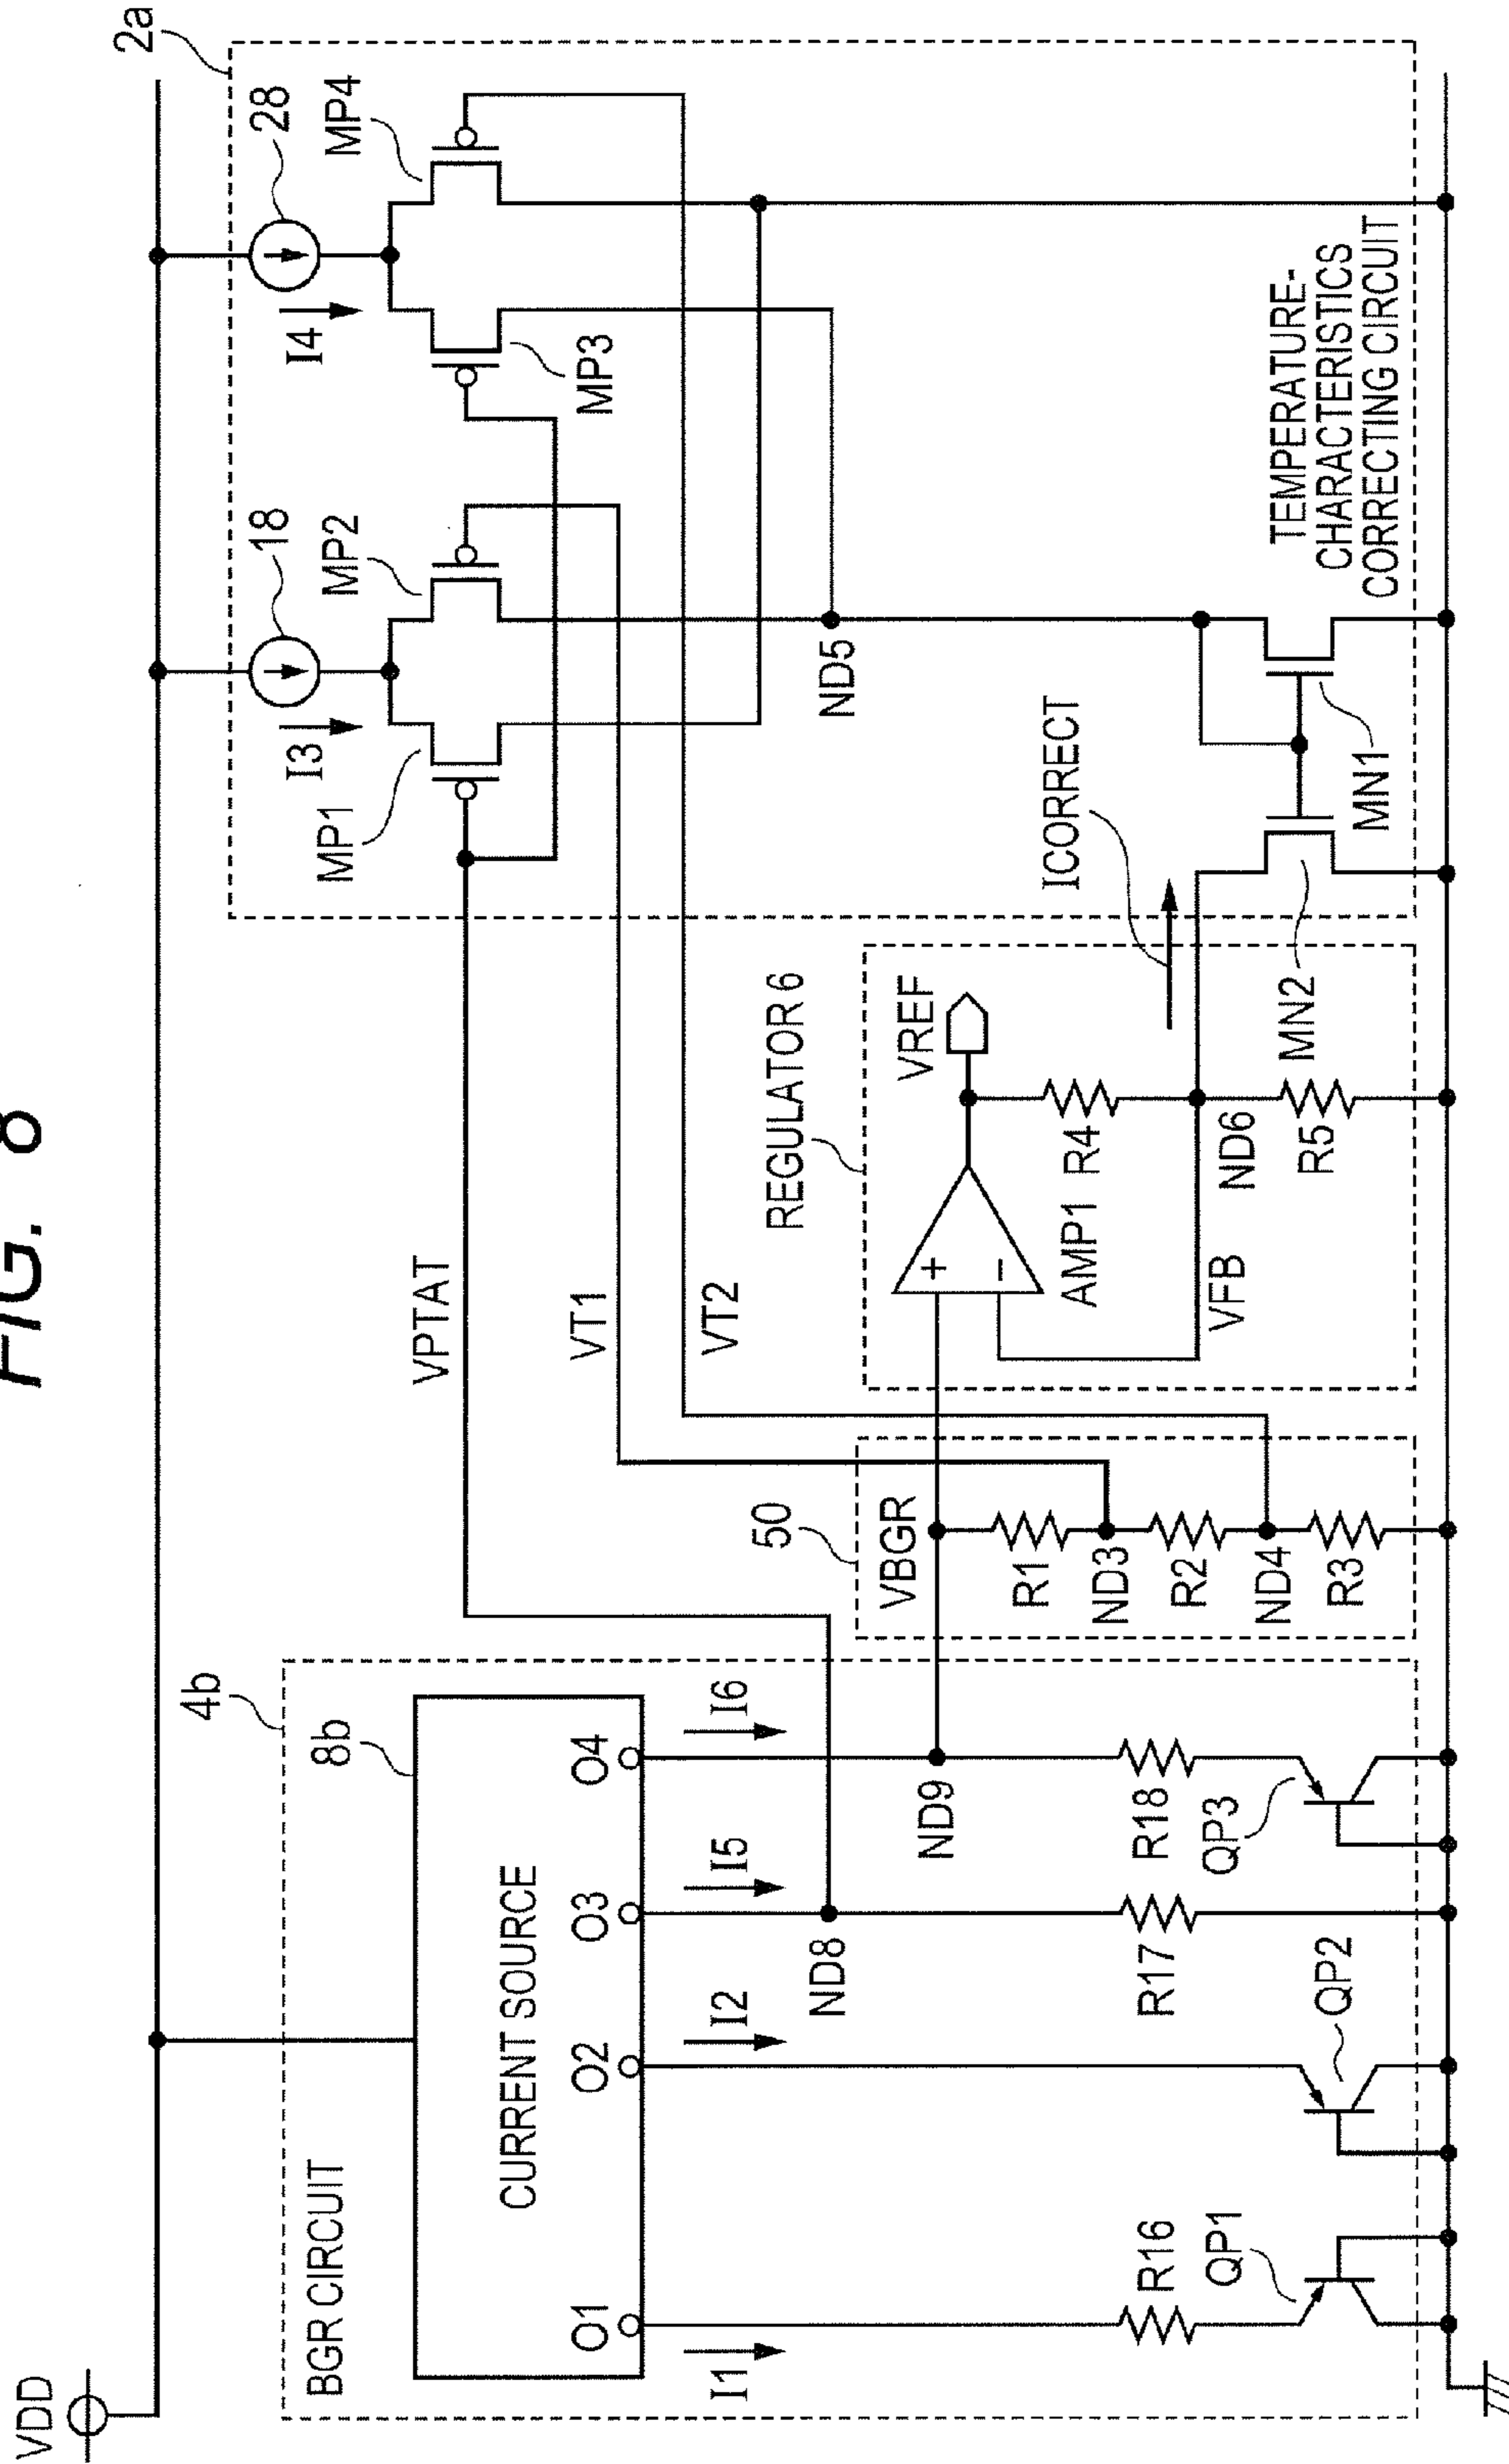 FIG. 8
VDD
2a
4b
BGR CIRCUIT
8b
CURRENT SOURCE
O1
O2
O3
O4
I1
I2
I5
I6
ND8
ND9
R16
R17
R18
QP1
QP2
QP3
VPTAT
VT1
VT2
50
VBGR
R1
ND3
R2
ND4
R3
REGULATOR 6
VREF
+
−
AMP1
R4
VFB
ND6
R5
ICORRECT
18
28
I3
I4
MP1
MP2
MP3
MP4
ND5
MN2
MN1
TEMPERATURE-
CHARACTERISTICS
CORRECTING CIRCUIT